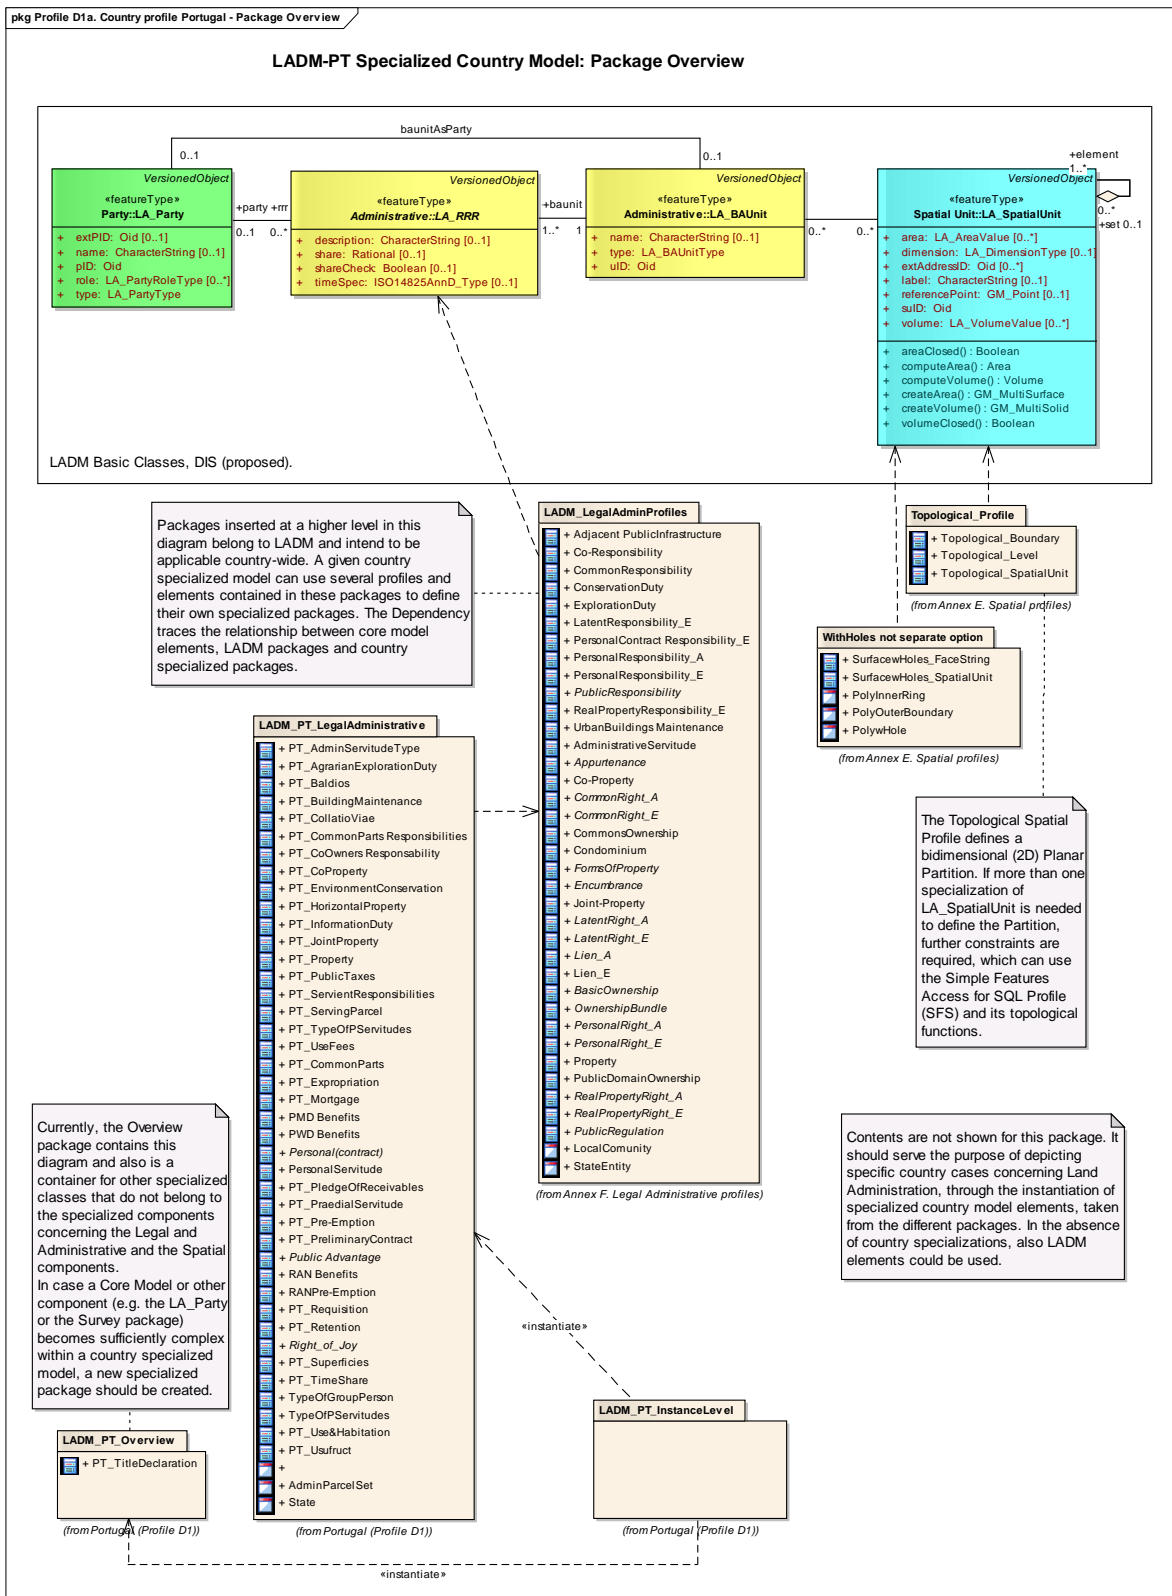 pkg Profile D1a. Country profile Portugal - Package Overview
LADM-PT Specialized Country Model: Package Overview
baunitAsParty
0..1
0..1
VersionedObject
«featureType»
Party::LA_Party
+ extPID: Oid [0..1]
+ name: CharacterString [0..1]
+ pID: Oid
+ role: LA_PartyRoleType [0..*]
+ type: LA_PartyType
+party +rrr
0..1 0..*
VersionedObject
«featureType»
Administrative::LA_RRR
+ description: CharacterString [0..1]
+ share: Rational [0..1]
+ shareCheck: Boolean [0..1]
+ timeSpec: ISO14825AnnD_Type [0..1]
+baunit
1..* 1
VersionedObject
«featureType»
Administrative::LA_BAUnit
+ name: CharacterString [0..1]
+ type: LA_BAUnitType
+ uID: Oid
0..* 0..*
+element
1..*
VersionedObject
«featureType»
Spatial Unit::LA_SpatialUnit
+ area: LA_AreaValue [0..*]
+ dimension: LA_DimensionType [0..1]
+ extAddressID: Oid [0..*]
+ label: CharacterString [0..1]
+ referencePoint: GM_Point [0..1]
+ suID: Oid
+ volume: LA_VolumeValue [0..*]
+ areaClosed() : Boolean
+ computeArea() : Area
+ computeVolume() : Volume
+ createArea() : GM_MultiSurface
+ createVolume() : GM_MultiSolid
+ volumeClosed() : Boolean
0..*
+set 0..1
LADM Basic Classes, DIS (proposed).
Packages inserted at a higher level in this
diagram belong to LADM and intend to be
applicable country-wide. A given country
specialized model can use several profiles and
elements contained in these packages to define
their own specialized packages. The Dependency
traces the relationship between core model
elements, LADM packages and country
specialized packages.
LADM_LegalAdminProfiles
+ Adjacent PublicInfrastructure
+ Co-Responsibility
+ CommonResponsibility
+ ConservationDuty
+ ExplorationDuty
+ LatentResponsibility_E
+ PersonalContract Responsibility_E
+ PersonalResponsibility_A
+ PersonalResponsibility_E
+ PublicResponsibility
+ RealPropertyResponsibility_E
+ UrbanBuildings Maintenance
+ AdministrativeServitude
+ Appurtenance
+ Co-Property
+ CommonRight_A
+ CommonRight_E
+ CommonsOwnership
+ Condominium
+ FormsOfProperty
+ Encumbrance
+ Joint-Property
+ LatentRight_A
+ LatentRight_E
+ Lien_A
+ Lien_E
+ BasicOwnership
+ OwnershipBundle
+ PersonalRight_A
+ PersonalRight_E
+ Property
+ PublicDomainOwnership
+ RealPropertyRight_A
+ RealPropertyRight_E
+ PublicRegulation
+ LocalComunity
+ StateEntity
(from Annex F. Legal Administrative profiles)
Topological_Profile
+ Topological_Boundary
+ Topological_Level
+ Topological_SpatialUnit
(from Annex E. Spatial profiles)
WithHoles not separate option
+ SurfacewHoles_FaceString
+ SurfacewHoles_SpatialUnit
+ PolyInnerRing
+ PolyOuterBoundary
+ PolywHole
(from Annex E. Spatial profiles)
The Topological Spatial
Profile defines a
bidimensional (2D) Planar
Partition. If more than one
specialization of
LA_SpatialUnit is needed
to define the Partition,
further constraints are
required, which can use
the Simple Features
Access for SQL Profile
(SFS) and its topological
functions.
LADM_PT_LegalAdministrative
+ PT_AdminServitudeType
+ PT_AgrarianExplorationDuty
+ PT_Baldios
+ PT_BuildingMaintenance
+ PT_CollatioViae
+ PT_CommonParts Responsibilities
+ PT_CoOwners Responsability
+ PT_CoProperty
+ PT_EnvironmentConservation
+ PT_HorizontalProperty
+ PT_InformationDuty
+ PT_JointProperty
+ PT_Property
+ PT_PublicTaxes
+ PT_ServientResponsibilities
+ PT_ServingParcel
+ PT_TypeOfPServitudes
+ PT_UseFees
+ PT_CommonParts
+ PT_Expropriation
+ PT_Mortgage
+ PMD Benefits
+ PWD Benefits
+ Personal(contract)
+ PersonalServitude
+ PT_PledgeOfReceivables
+ PT_PraedialServitude
+ PT_Pre-Emption
+ PT_PreliminaryContract
+ Public Advantage
+ RAN Benefits
+ RANPre-Emption
+ PT_Requisition
+ PT_Retention
+ Right_of_Joy
+ PT_Superficies
+ PT_TimeShare
+ TypeOfGroupPerson
+ TypeOfPServitudes
+ PT_Use&Habitation
+ PT_Usufruct
+
+ AdminParcelSet
+ State
(from Portugal (Profile D1))
Currently, the Overview
package contains this
diagram and also is a
container for other specialized
classes that do not belong to
the specialized components
concerning the Legal and
Administrative and the Spatial
components.
In case a Core Model or other
component (e.g. the LA_Party
or the Survey package)
becomes sufficiently complex
within a country specialized
model, a new specialized
package should be created.
Contents are not shown for this package. It
should serve the purpose of depicting
specific country cases concerning Land
Administration, through the instantiation of
specialized country model elements, taken
from the different packages. In the absence
of country specializations, also LADM
elements could be used.
«instantiate»
LADM_PT_InstanceLevel
(from Portugal (Profile D1))
LADM_PT_Overview
+ PT_TitleDeclaration
(from Portugal (Profile D1))
«instantiate»